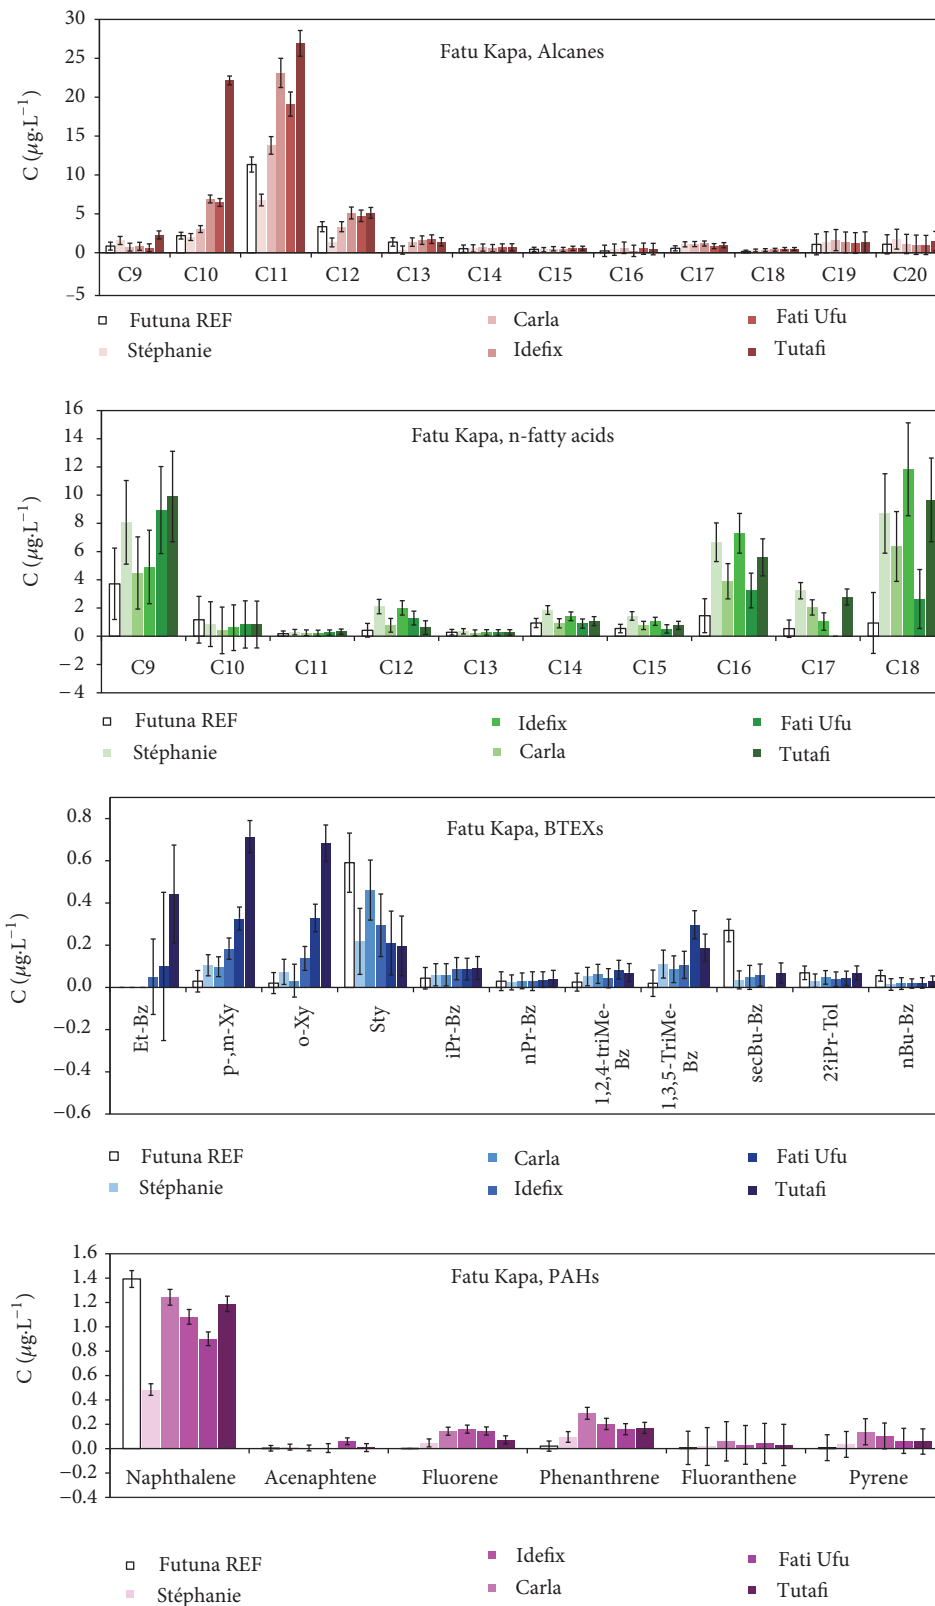 Fatu Kapa, Alcanes
C (μg·L⁻¹)
30
25
20
15
10
5
0
−5
C9 C10 C11 C12 C13 C14 C15 C16 C17 C18 C19 C20
Futuna REF Carla Fati Ufu
Stéphanie Idefix Tutafi
Fatu Kapa, n-fatty acids
C (μg·L⁻¹)
16
14
12
10
8
6
4
2
0
−2
−4
C9 C10 C11 C12 C13 C14 C15 C16 C17 C18
Futuna REF Idefix Fati Ufu
Stéphanie Carla Tutafi
Fatu Kapa, BTEXs
C (μg·L⁻¹)
0.8
0.6
0.4
0.2
0.0
−0.2
−0.4
−0.6
Et-Bz
p-,m-Xy
o-Xy
Sty
iPr-Bz
nPr-Bz
1,2,4-triMe-
Bz
1,3,5-TriMe-
Bz
secBu-Bz
2?iPr-Tol
nBu-Bz
Futuna REF Carla Fati Ufu
Stéphanie Idefix Tutafi
Fatu Kapa, PAHs
C (μg·L⁻¹)
1.6
1.4
1.2
1.0
0.8
0.6
0.4
0.2
0.0
−0.2
−0.4
Naphthalene Acenaphtene Fluorene Phenanthrene Fluoranthene Pyrene
Futuna REF Idefix Fati Ufu
Stéphanie Carla Tutafi